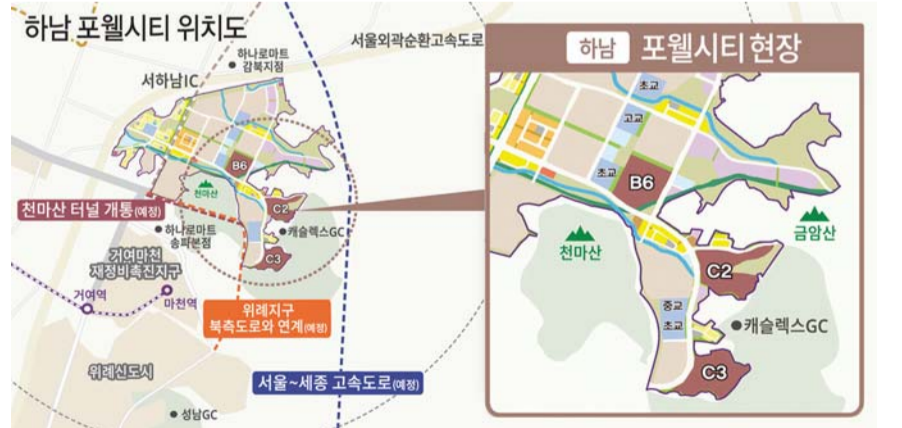 하남 포웰시티 위치도
서울외곽순환고속도로
하나로마트
감북지점
서하남IC
B6
천마산
천마산 터널 개통(예정)
C2
하나로마트
송파본점
캐슬렉스GC
C3
거여마천
재정비촉진지구
거여역
마천역
위례지구
북측도로와 연계(예정)
위례신도시
서울~세종 고속도로(예정)
성남GC
하남 포웰시티 현장
초교
고교
초교
B6
천마산
금암산
C2
중교
초교
캐슬렉스GC
C3